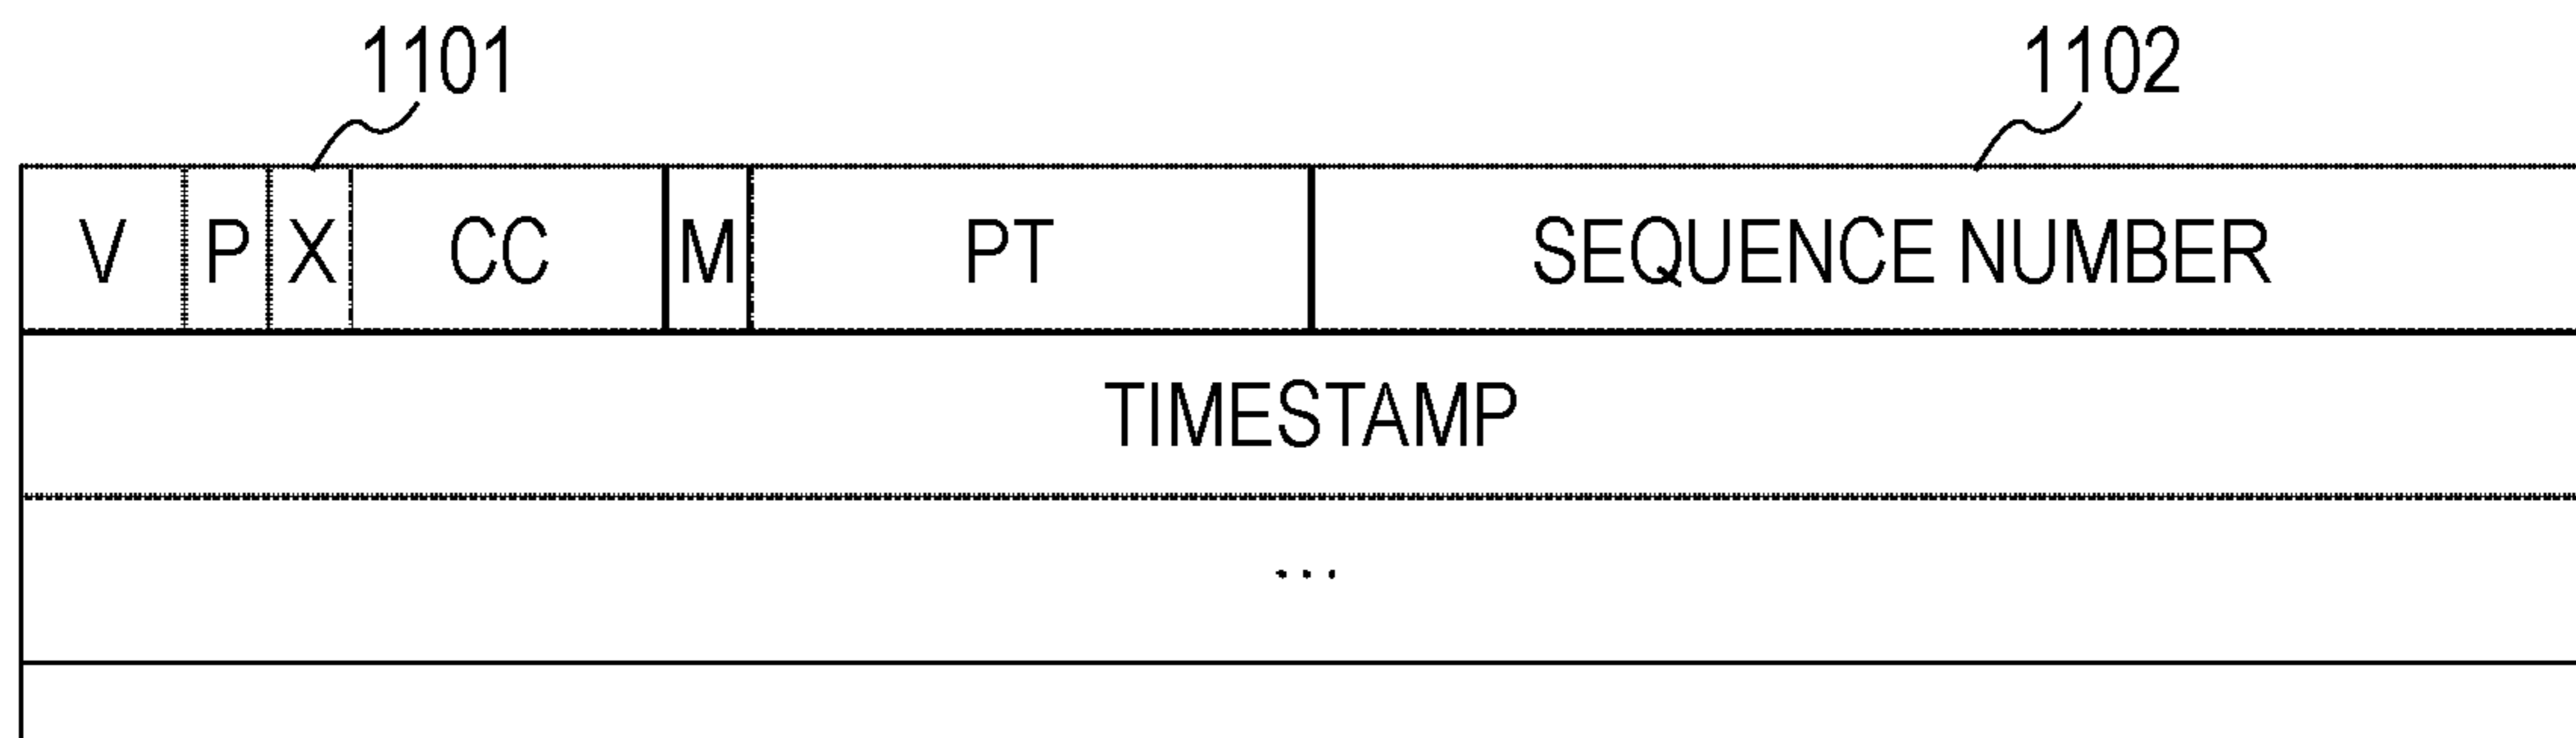 1101 1102
V P X CC M PT SEQUENCE NUMBER
TIMESTAMP
...